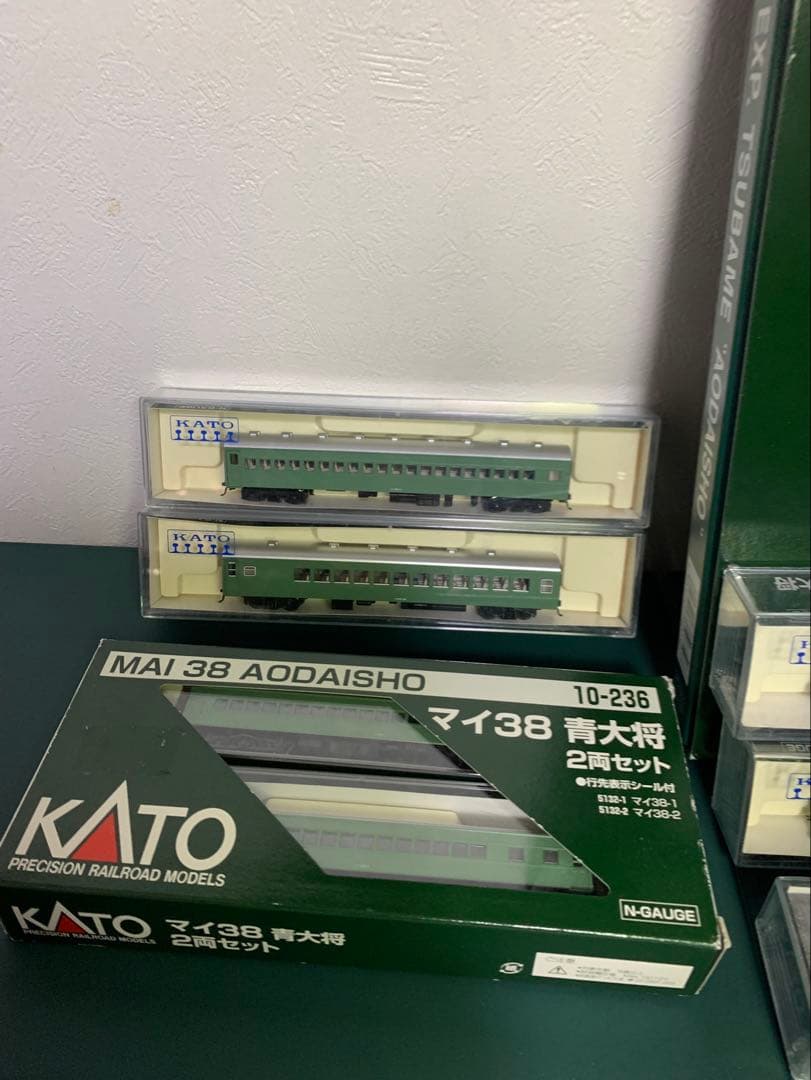 EXP. TSUBAME "AODAISHO"
KATO
KATO
MAI 38 AODAISHO
10-236
マイ38 青大将
2両セット
●行先表示シール付
5132-1 マイ38-1
5132-2 マイ38-2
KATO
PRECISION RAILROAD MODELS
N-GAUGE
KATO
PRECISION RAILROAD MODELS
マイ38 青大将
2両セット
ご注意